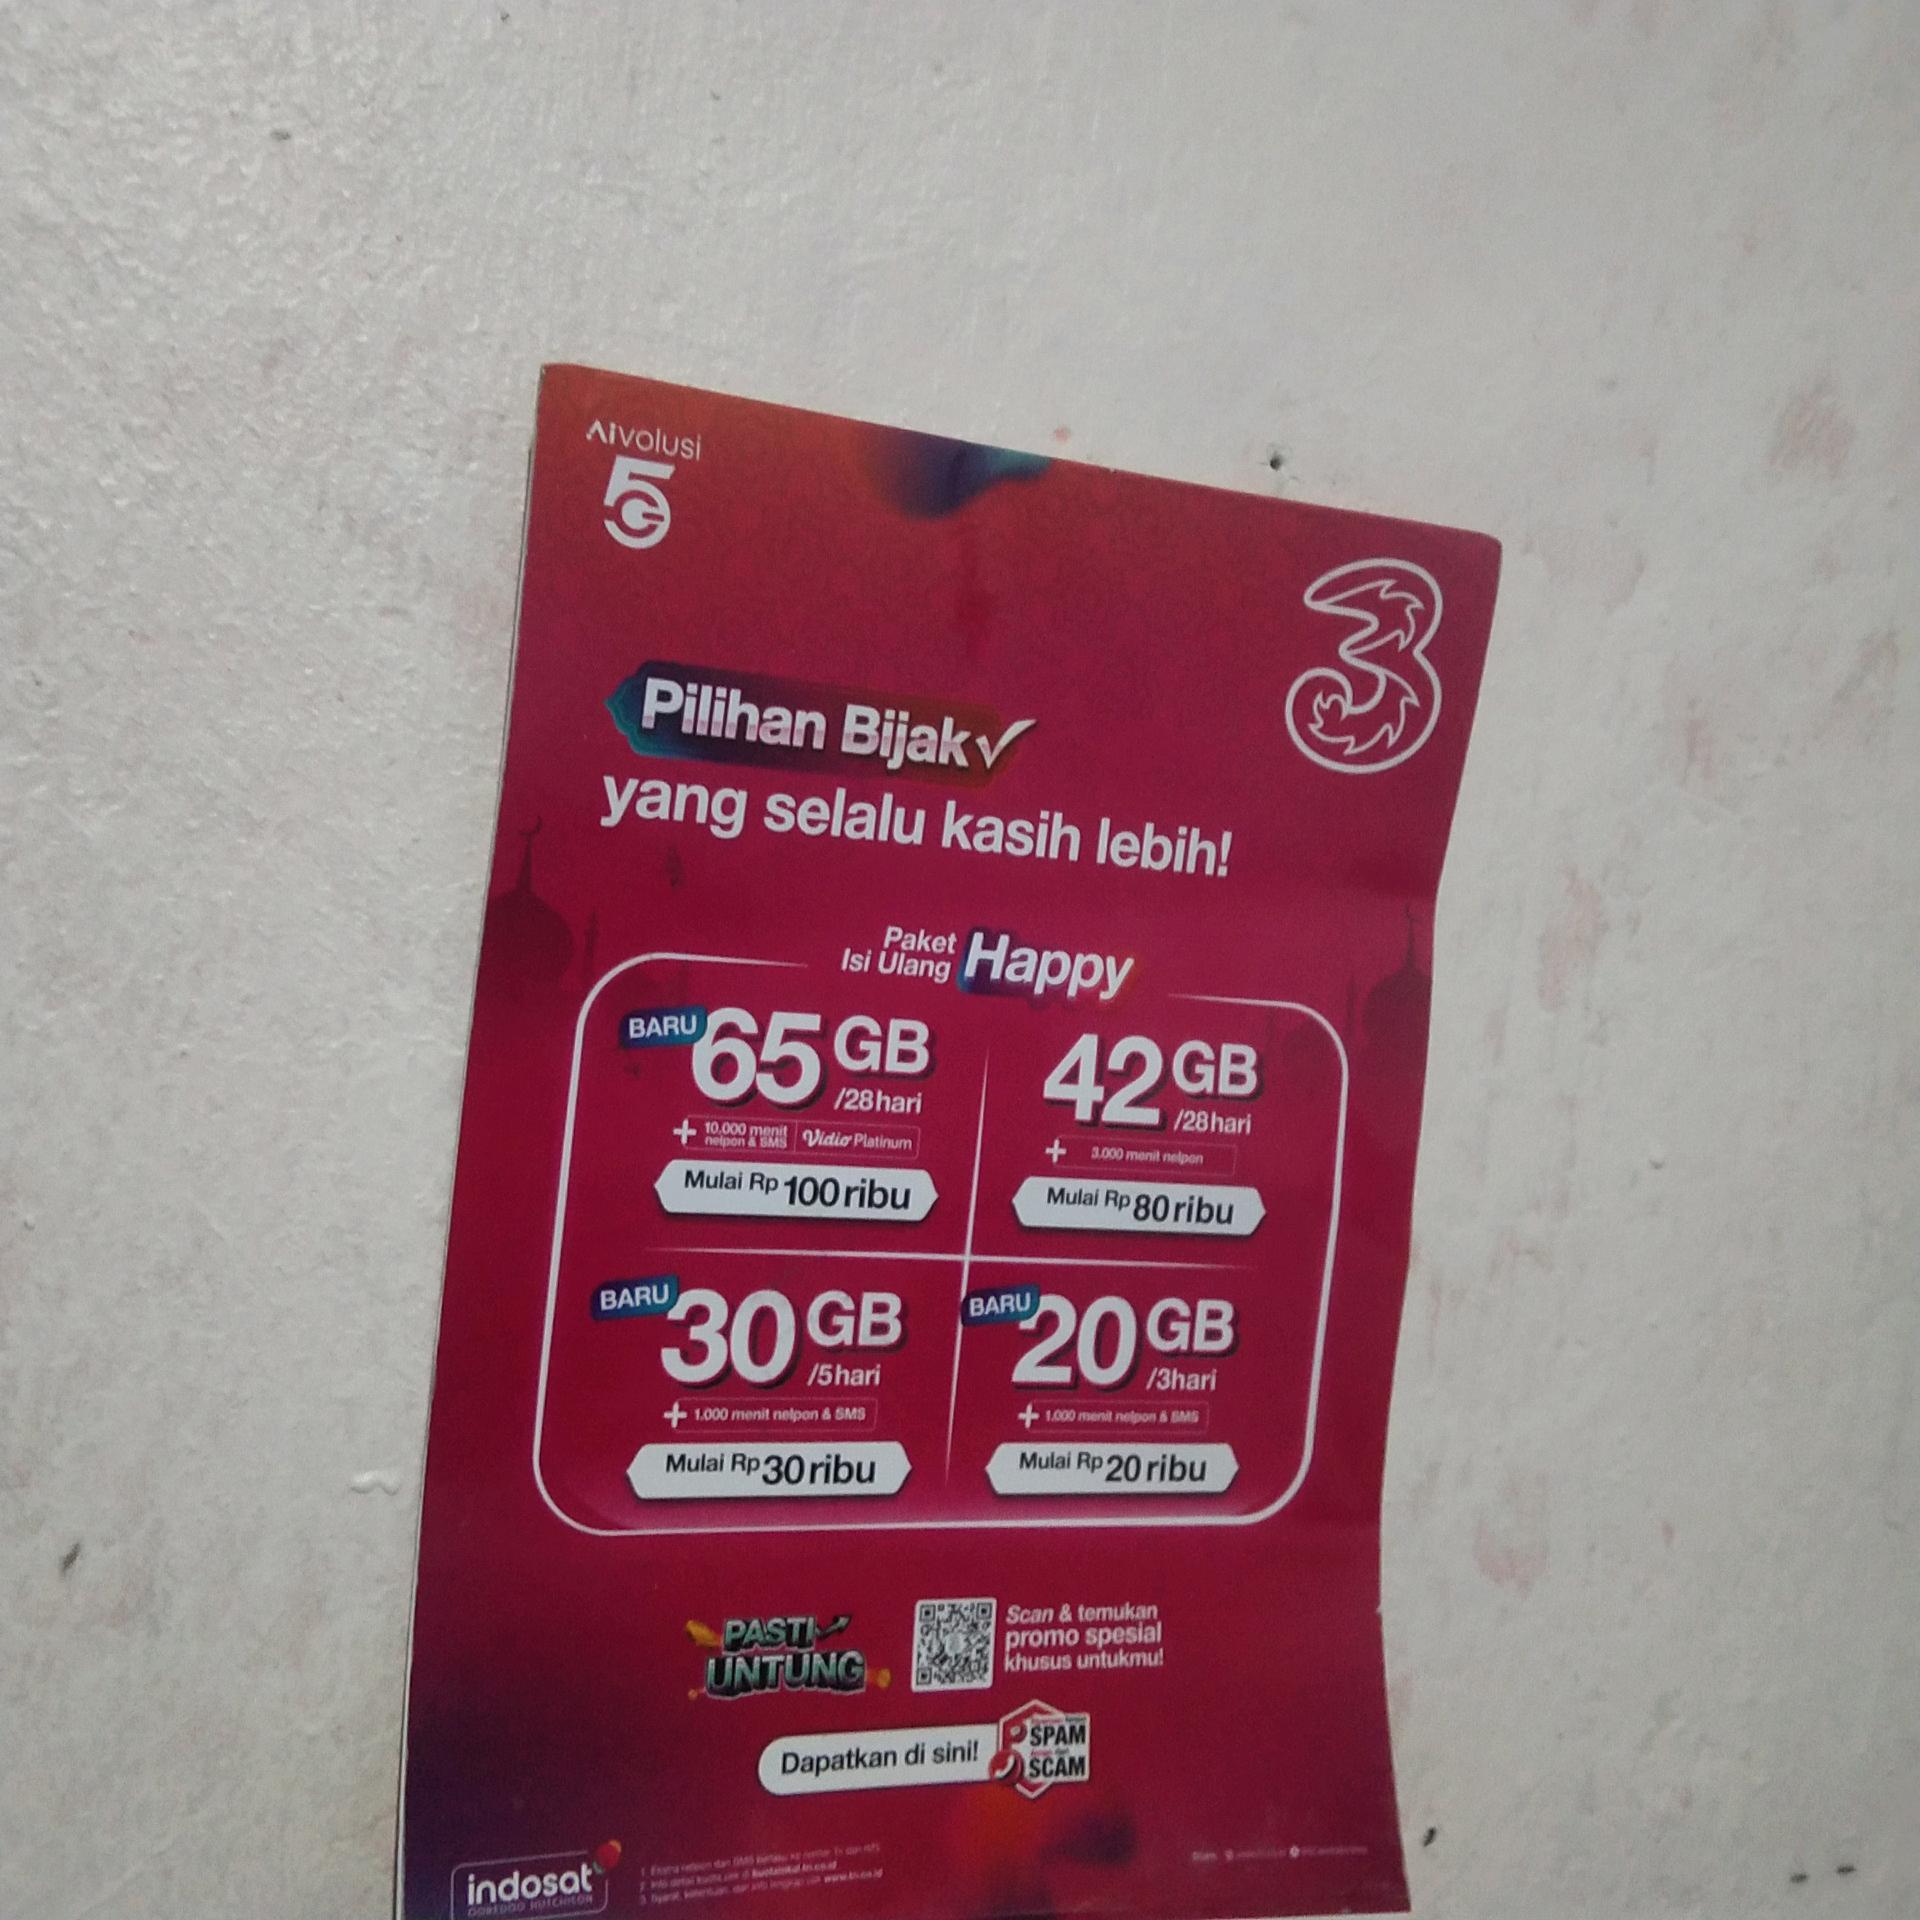 AIvolusi
5G
3
Pilihan Bijak
yang selalu kasih lebih!
Paket
Isi Ulang Happy
BARU 65 GB
/28hari
+ 10.000 menit
nelpon & SMS Vidio Platinum
Mulai Rp 100 ribu
42 GB
/28hari
+ 3.000 menit nelpon
Mulai Rp 80 ribu
BARU 30 GB
/5hari
+ 1.000 menit nelpon & SMS
Mulai Rp 30 ribu
BARU 20 GB
/3hari
+ 1.000 menit nelpon & SMS
Mulai Rp 20 ribu
PASTI
UNTUNG
Scan & temukan
promo spesial
khusus untukmu!
Dapatkan di sini!
SPAM
SCAM
indosat
OOREDOO HUTCHISON